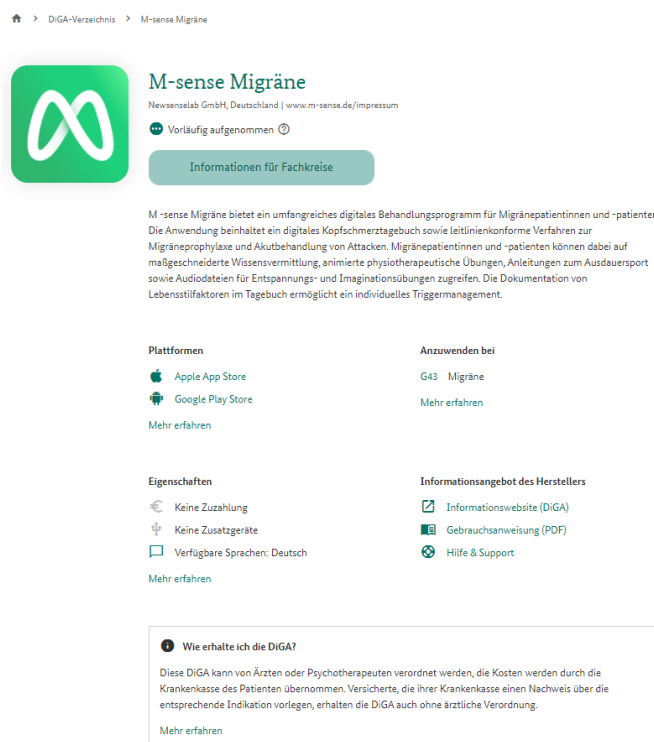 DiGA-Verzeichnis > M-sense Migräne
M-sense Migräne
Newsenselab GmbH, Deutschland | www.m-sense.de/impressum
Vorläufig aufgenommen
Informationen für Fachkreise
M -sense Migräne bietet ein umfangreiches digitales Behandlungsprogramm für Migränepatientinnen und -patienten
Die Anwendung beinhaltet ein digitales Kopfschmerztagebuch sowie leitlinienkonforme Verfahren zur
Migräneprophylaxe und Akutbehandlung von Attacken. Migränepatientinnen und -patienten können dabei auf
maßgeschneiderte Wissensvermittlung, animierte physiotherapeutische Übungen, Anleitungen zum Ausdauersport
sowie Audiodateien für Entspannungs- und Imaginationsübungen zugreifen. Die Dokumentation von
Lebensstilfaktoren im Tagebuch ermöglicht ein individuelles Triggermanagement.
Plattformen
Apple App Store
Google Play Store
Mehr erfahren
Anzuwenden bei
G43 Migräne
Mehr erfahren
Eigenschaften
Keine Zuzahlung
Keine Zusatzgeräte
Verfügbare Sprachen: Deutsch
Mehr erfahren
Informationsangebot des Herstellers
Informationswebsite (DiGA)
Gebrauchsanweisung (PDF)
Hilfe & Support
Wie erhalte ich die DiGA?
Diese DiGA kann von Ärzten oder Psychotherapeuten verordnet werden, die Kosten werden durch die
Krankenkasse des Patienten übernommen. Versicherte, die ihrer Krankenkasse einen Nachweis über die
entsprechende Indikation vorlegen, erhalten die DiGA auch ohne ärztliche Verordnung.
Mehr erfahren